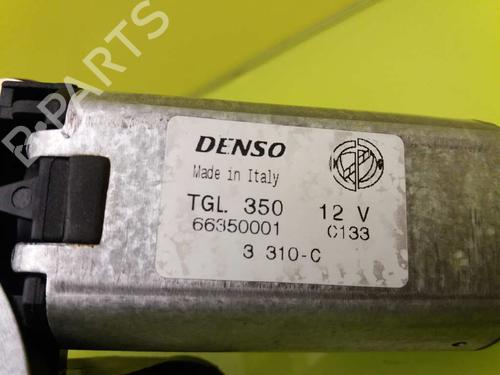 B-PARTS
DENSO
Made in Italy
TGL. 350 12 V
66350001 C133
3 310-C